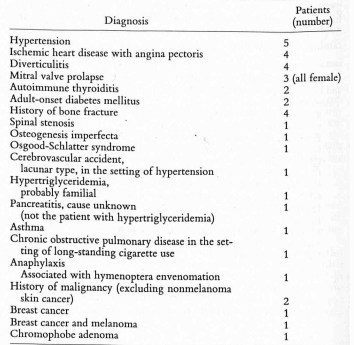 Diagnosis Patients (number)
Hypertension 5
Ischemic heart disease with angina pectoris 4
Diverticulitis 4
Mitral valve prolapse 3 (all female)
Autoimmune thyroiditis 2
Adult-onset diabetes mellitus 2
History of bone fracture 4
Spinal stenosis 1
Osteogenesis imperfecta 1
Osgood-Schlatter syndrome 1
Cerebrovascular accident,
lacunar type, in the setting of hypertension 1
Hypertriglyceridemia,
probably familial 1
Pancreatitis, cause unknown 1
(not the patient with hypertriglyceridemia)
Asthma 1
Chronic obstructive pulmonary disease in the set-
ting of long-standing cigarette use 1
Anaphylaxis
Associated with hymenoptera envenomation 1
History of malignancy (excluding nonmelanoma
skin cancer) 2
Breast cancer 1
Breast cancer and melanoma 1
Chromophobe adenoma 1